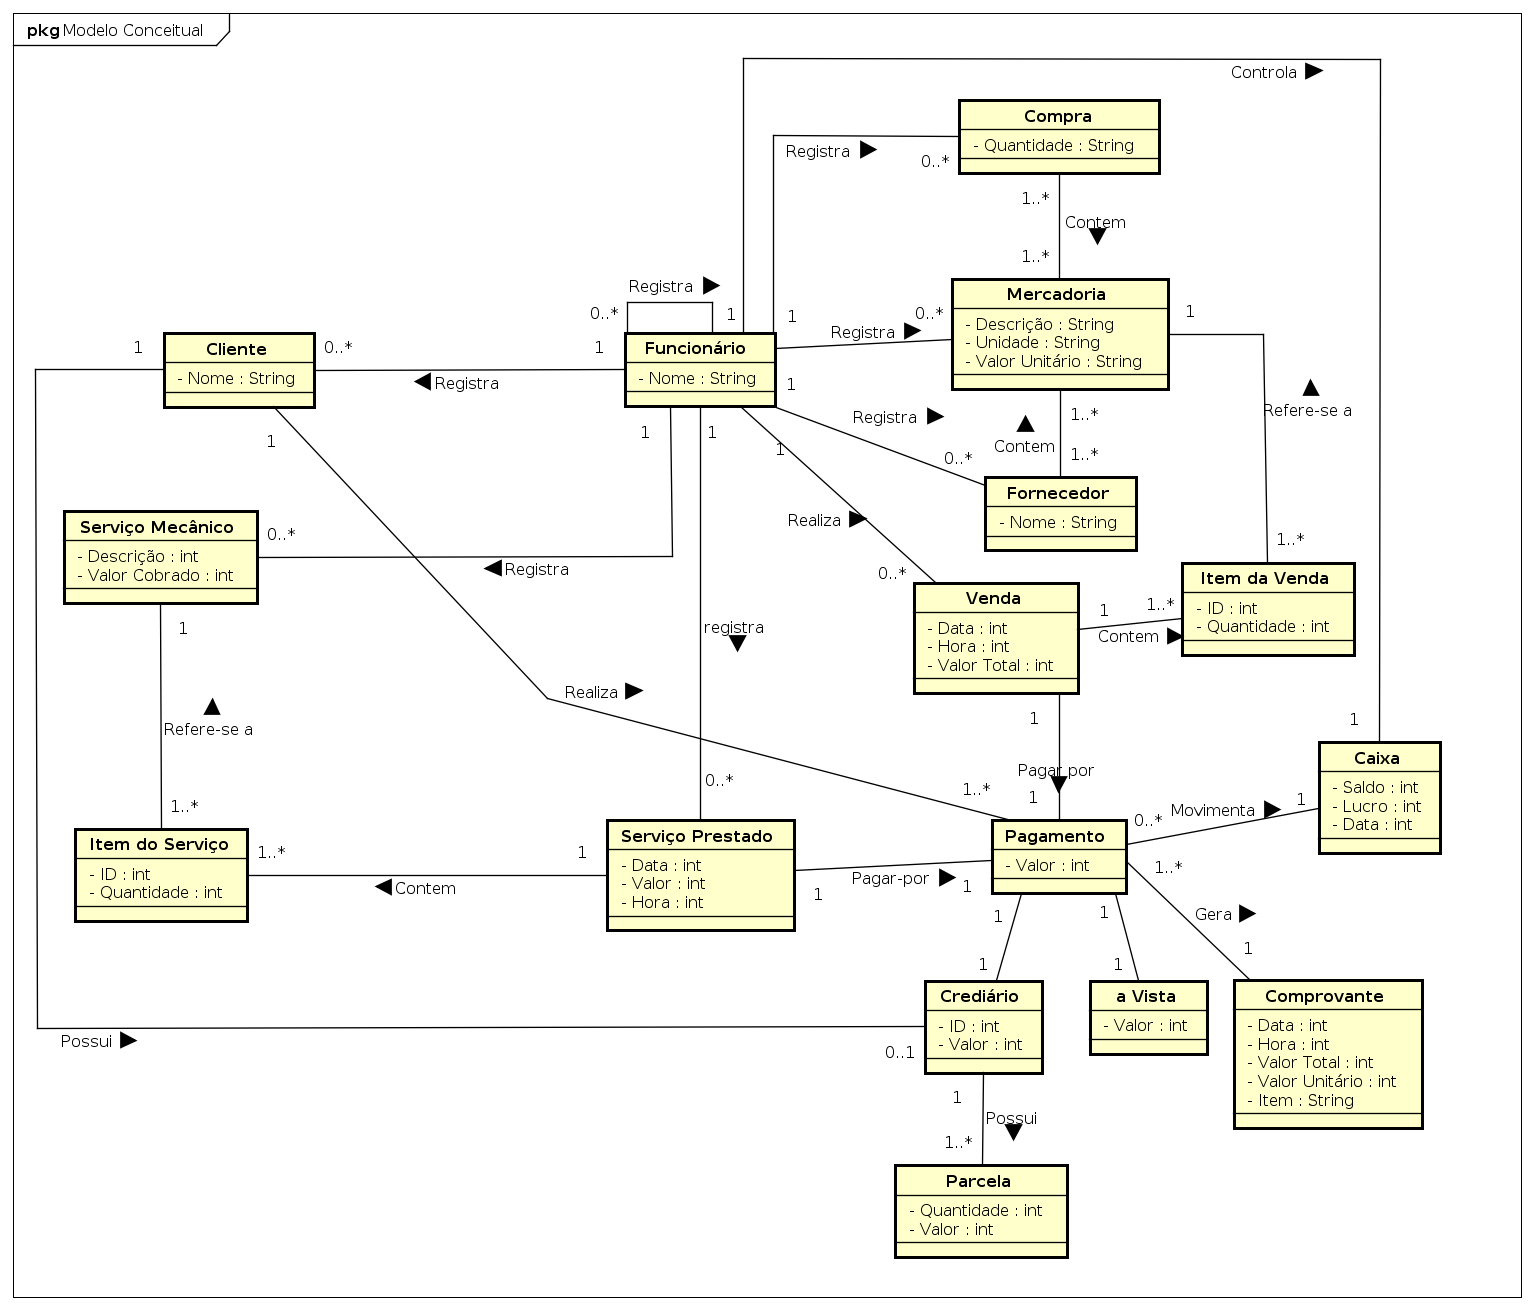 pkg Modelo Conceitual
Controla
Compra
- Quantidade : String
Registra
0..*
1..*
Contem
1..*
Mercadoria
- Descrição : String
- Unidade : String
- Valor Unitário : String
1
Registra
0..*
1
1
0..*
Registra
Cliente
- Nome : String
1
0..*
1
Registra
Funcionário
- Nome : String
1
Registra
0..*
1..*
Contem
1..*
Refere-se a
1..*
Fornecedor
- Nome : String
1
1
1
1
Realiza
0..*
Serviço Mecânico
- Descrição : int
- Valor Cobrado : int
0..*
Registra
Item da Venda
- ID : int
- Quantidade : int
Venda
- Data : int
- Hora : int
- Valor Total : int
1
1..*
Contem
1
registra
Refere-se a
1..*
Realiza
0..*
1
Pagar por
1
1..*
1
Caixa
- Saldo : int
- Lucro : int
- Data : int
Item do Serviço
- ID : int
- Quantidade : int
1..*
1
Contem
Serviço Prestado
- Data : int
- Valor : int
- Hora : int
Pagar-por
1
1
Pagamento
- Valor : int
0..*
Movimenta
1
1..*
Gera
1
1
1
1
1
Crediário
- ID : int
- Valor : int
a Vista
- Valor : int
Comprovante
- Data : int
- Hora : int
- Valor Total : int
- Valor Unitário : int
- Item : String
Possui
0..1
1
Possui
1..*
Parcela
- Quantidade : int
- Valor : int